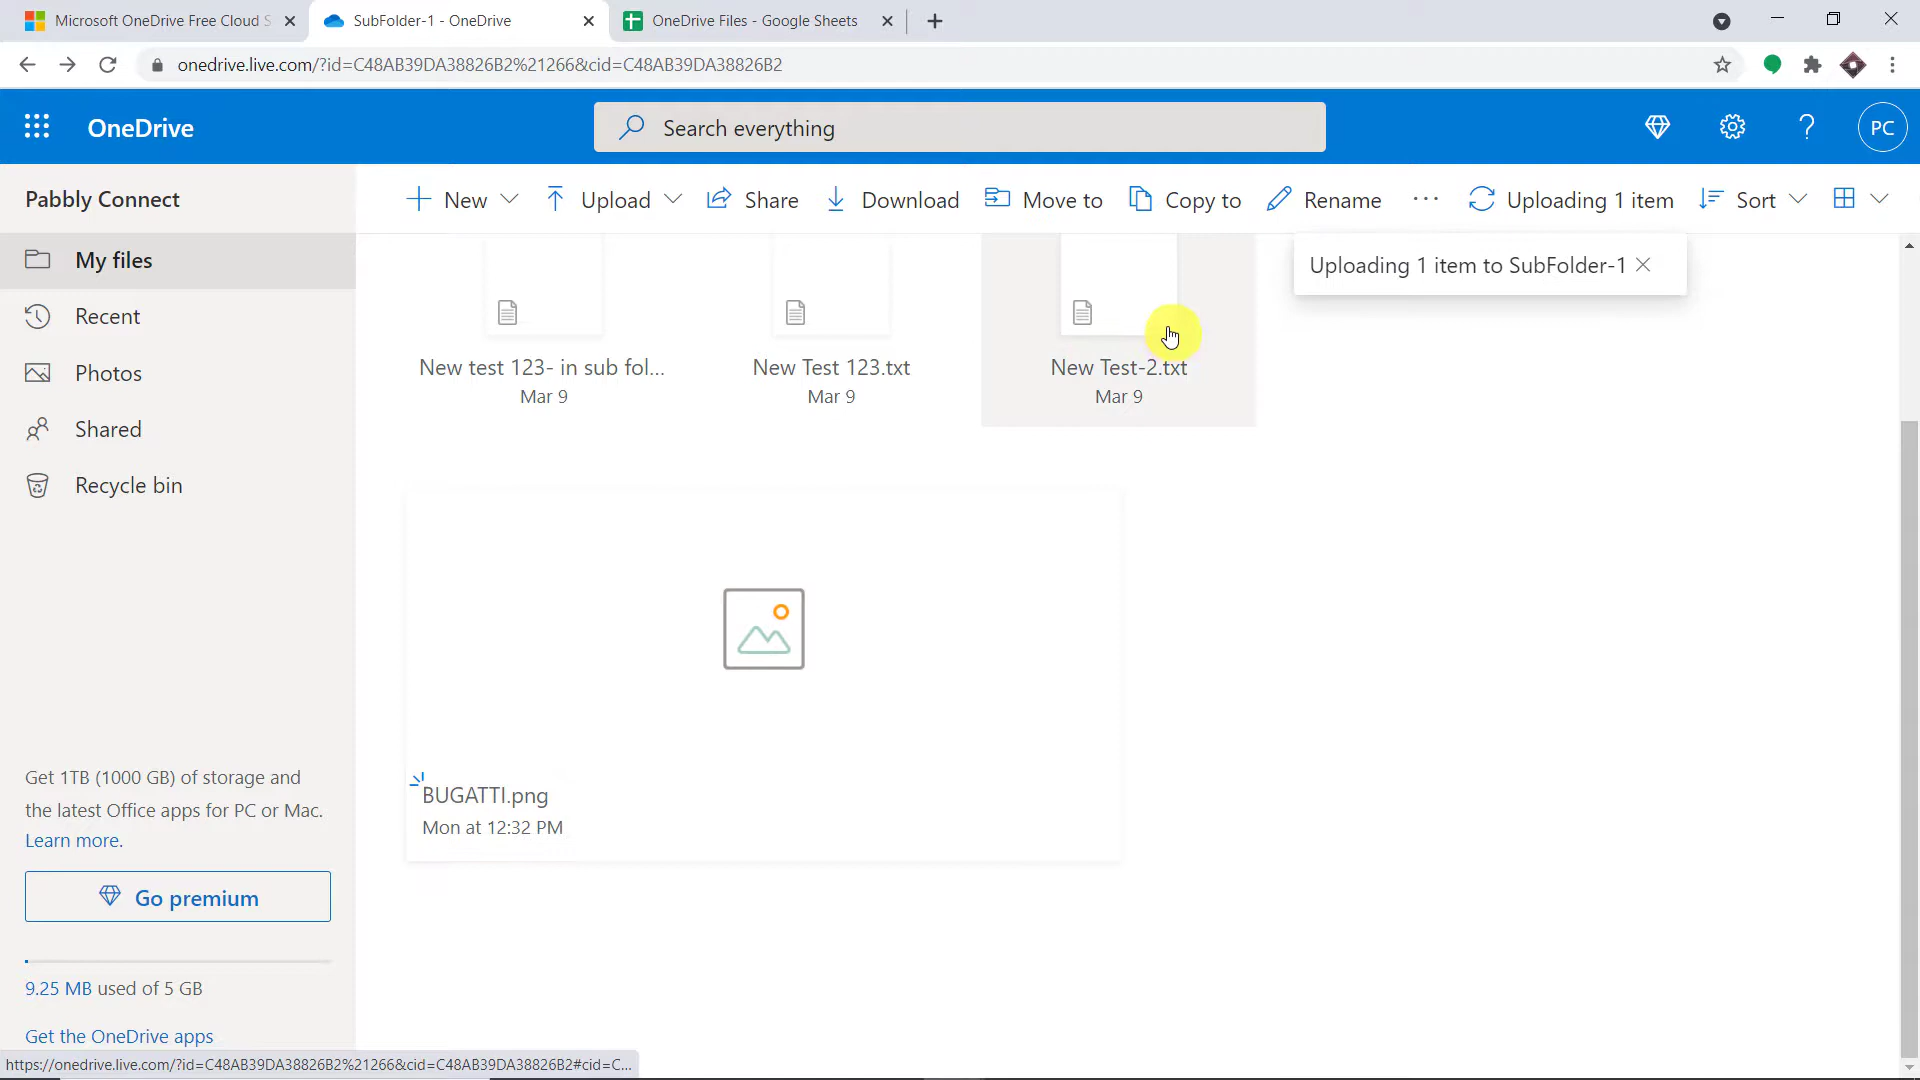 Microsoft OneDrive Free Cloud S
SubFolder-1 - OneDrive
OneDrive Files - Google Sheets
onedrive.live.com/?id=C48AB39DA38826B2%21266&cid=C48AB39DA38826B2
OneDrive
Search everything
PC
Pabbly Connect
New
Upload
Share
Download
Move to
Copy to
Rename
Uploading 1 item
Sort
Uploading 1 item to SubFolder-1
My files
Recent
Photos
Shared
Recycle bin
New test 123- in sub fol...
Mar 9
New Test 123.txt
Mar 9
New Test-2.txt
Mar 9
BUGATTI.png
Mon at 12:32 PM
Get 1TB (1000 GB) of storage and
the latest Office apps for PC or Mac.
Learn more.
Go premium
9.25 MB used of 5 GB
Get the OneDrive apps
https://onedrive.live.com/?id=C48AB39DA38826B2%21266&cid=C48AB39DA38826B2#cid=C...